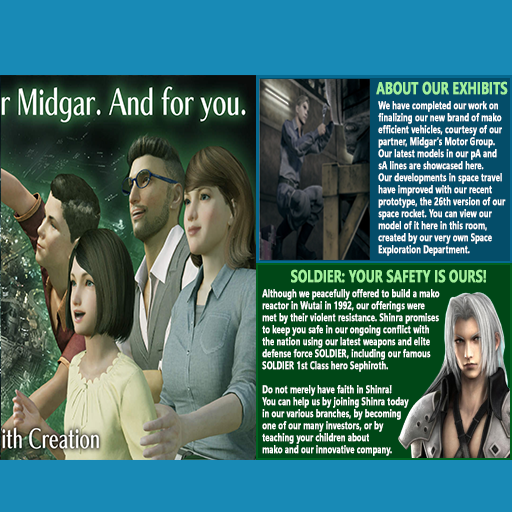 r Midgar. And for you.
ith Creation
ABOUT OUR EXHIBITS
We have completed our work on
finalizing our new brand of mako
efficient vehicles, courtesy of our
partner, Midgar's Motor Group.
Our latest models in our pA and
sA lines are showcased here.
Our developments in space travel
have improved with our recent
prototype, the 26th version of our
space rocket. You can view our
model of it here in this room,
created by our very own Space
Exploration Department.
SOLDIER: YOUR SAFETY IS OURS!
Although we peacefully offered to build a mako
reactor in Wutai in 1992, our offerings were
met by their violent resistance. Shinra promises
to keep you safe in our ongoing conflict with
the nation using our latest weapons and elite
defense force SOLDIER, including our famous
SOLDIER 1st Class hero Sephiroth.
Do not merely have faith in Shinra!
You can help us by joining Shinra today
in our various branches, by becoming
one of our many investors, or by
teaching your children about
mako and our innovative company.